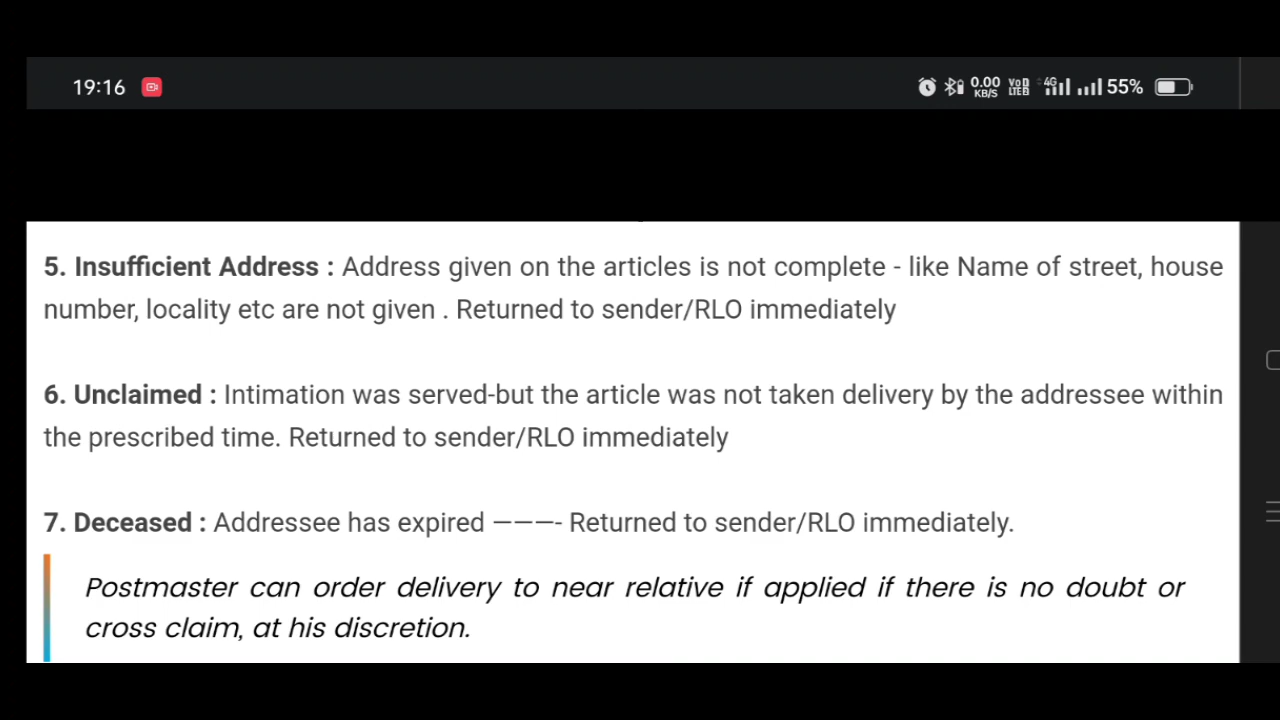 19:16 0.00 KB/S VoD LTE 4G 55%
5. Insufficient Address : Address given on the articles is not complete - like Name of street, house
number, locality etc are not given . Returned to sender/RLO immediately
6. Unclaimed : Intimation was served-but the article was not taken delivery by the addressee within
the prescribed time. Returned to sender/RLO immediately
7. Deceased : Addressee has expired ———- Returned to sender/RLO immediately.
Postmaster can order delivery to near relative if applied if there is no doubt or
cross claim, at his discretion.